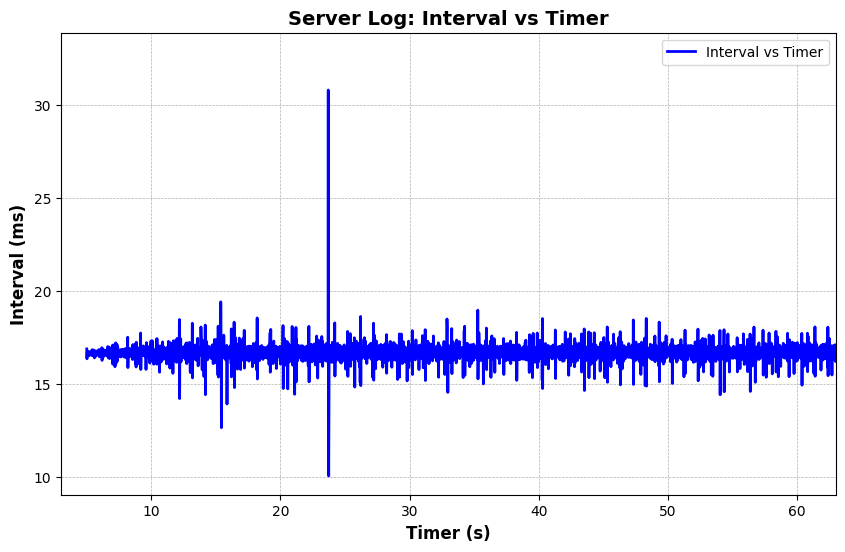 Server Log: Interval vs Timer
Interval vs Timer
30
25
20
15
10
Interval (ms)
10 20 30 40 50 60
Timer (s)